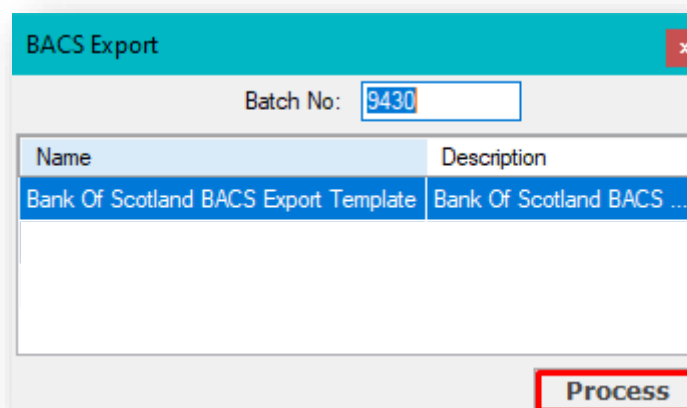 BACS Export
x
Batch No: 9430
Name Description
Bank Of Scotland BACS Export Template Bank Of Scotland BACS ...
Process